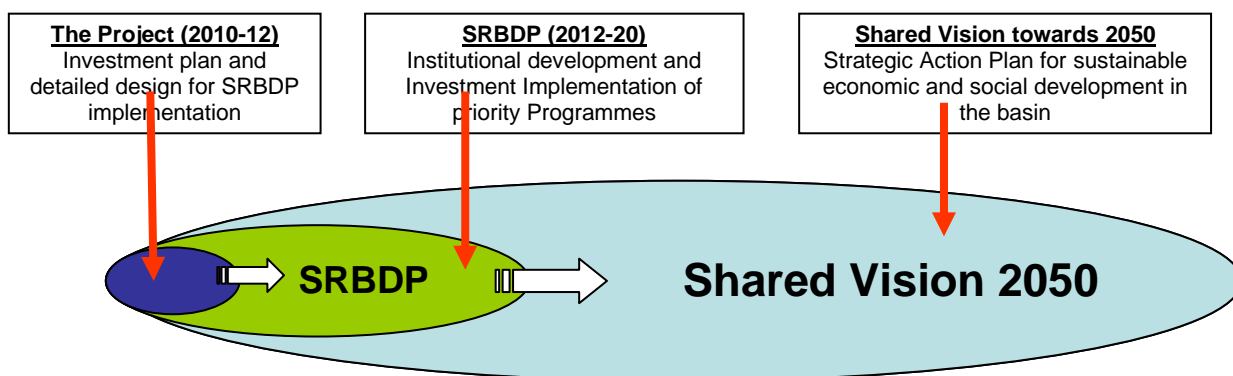 The Project (2010-12)
Investment plan and
detailed design for SRBDP
implementation
SRBDP (2012-20)
Institutional development and
Investment Implementation of
priority Programmes
Shared Vision towards 2050
Strategic Action Plan for sustainable
economic and social development in
the basin
SRBDP
Shared Vision 2050